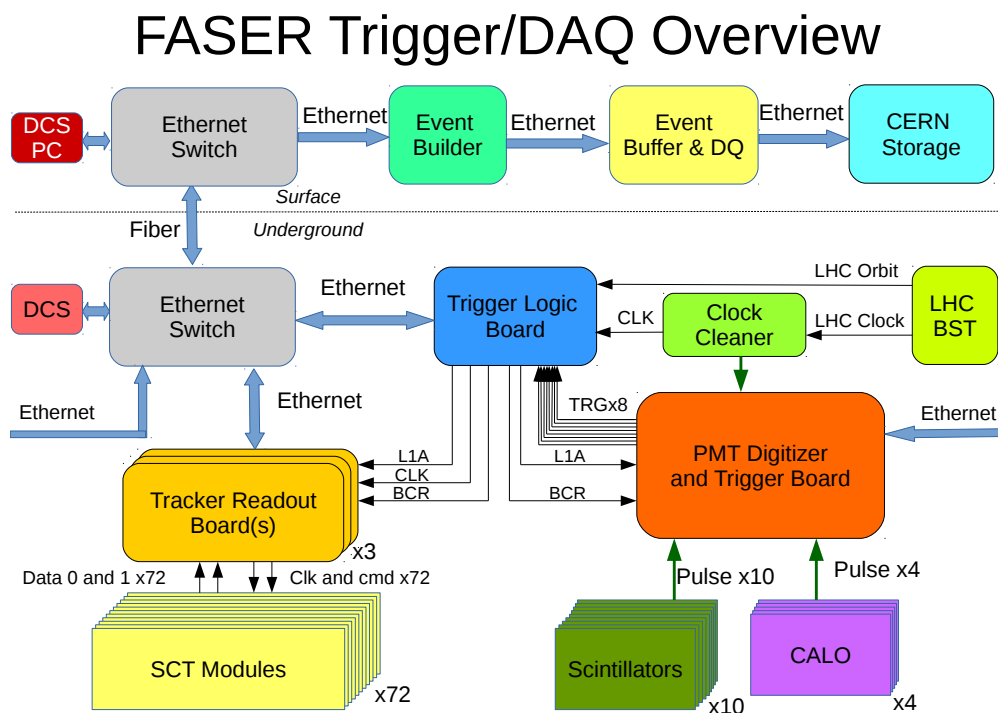 FASER Trigger/DAQ Overview
DCS
PC
Ethernet
Switch
Ethernet
Event
Builder
Ethernet
Event
Buffer & DQ
Ethernet
CERN
Storage
Surface
Underground
Fiber
DCS
Ethernet
Switch
Ethernet
Trigger Logic
Board
LHC Orbit
CLK
Clock
Cleaner
LHC Clock
LHC
BST
Ethernet
Ethernet
TRGx8
Ethernet
L1A
CLK
BCR
L1A
BCR
PMT Digitizer
and Trigger Board
Tracker Readout
Board(s)
x3
Data 0 and 1 x72
Clk and cmd x72
Pulse x10
Pulse x4
SCT Modules
x72
Scintillators
x10
CALO
x4